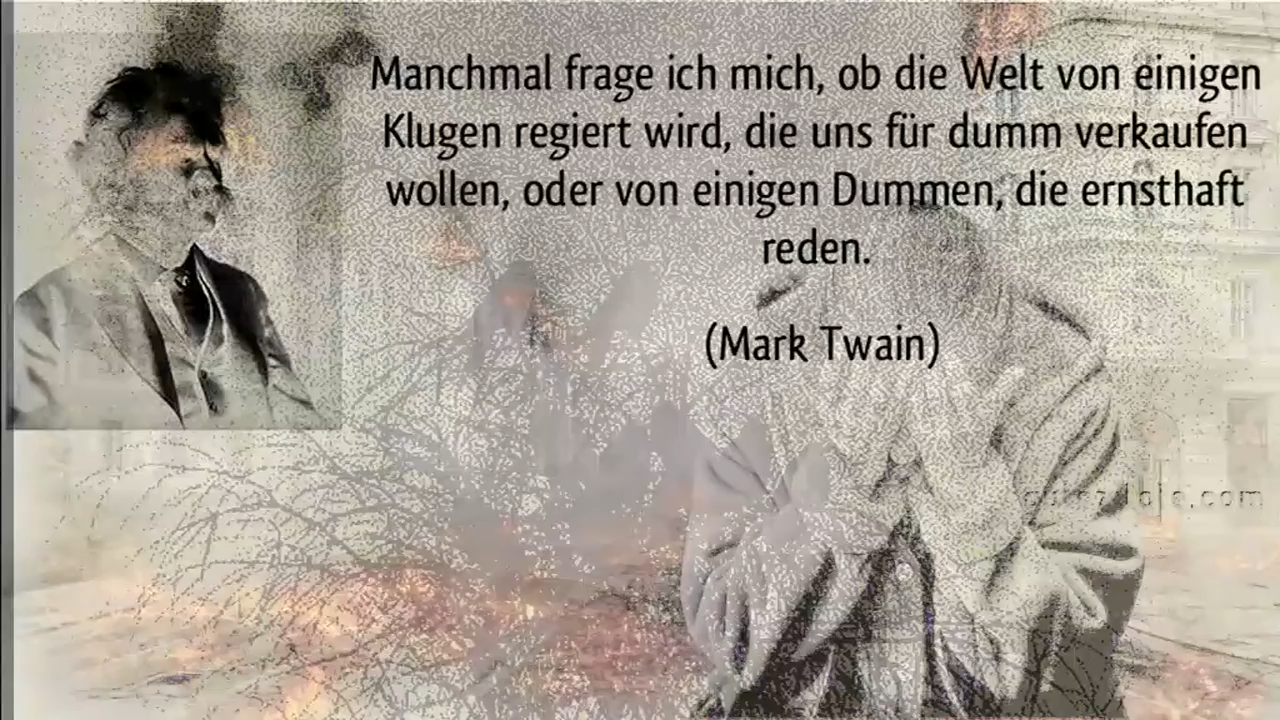 Manchmal frage ich mich, ob die Welt von einigen
Klugen regiert wird, die uns für dumm verkaufen
wollen, oder von einigen Dummen, die ernsthaft
reden.
(Mark Twain)